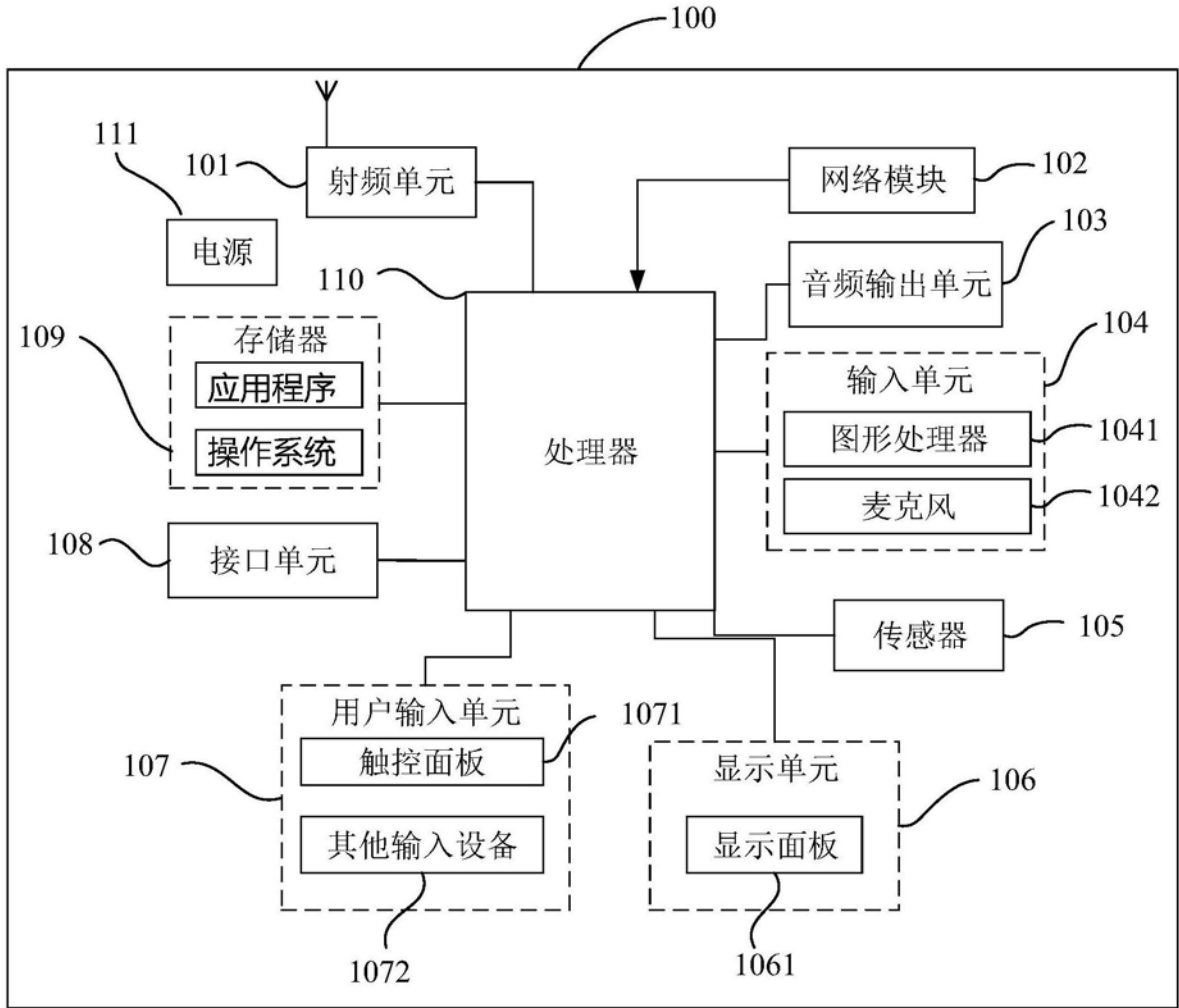 100
111
101
射频单元
网络模块
102
103
电源
110
音频输出单元
104
109
存储器
应用程序
操作系统
处理器
输入单元
图形处理器
1041
麦克风
1042
108
接口单元
传感器
105
用户输入单元
1071
107
触控面板
其他输入设备
1072
显示单元
106
显示面板
1061